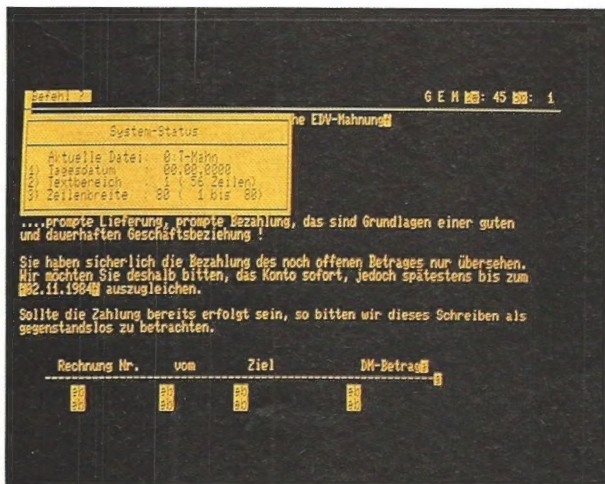 Befehl ?
G E M Ze: 45 Sp: 1
he EDV-Mahnung
System-Status
Aktuelle Datei : 0:T-Mahn
1) Tagesdatum : 00.00.0000
2) Textbereich : 1 ( 56 Zeilen)
3) Zeilenbreite : 80 ( 1 bis 80)
....prompte Lieferung, prompte Bezahlung, das sind Grundlagen einer guten
und dauerhaften Geschäftsbeziehung !
Sie haben sicherlich die Bezahlung des noch offenen Betrages nur übersehen.
Wir möchten Sie deshalb bitten, das Konto sofort, jedoch spätestens bis zum
02.11.1984 auszugleichen.
Sollte die Zahlung bereits erfolgt sein, so bitten wir dieses Schreiben als
gegenstandslos zu betrachten.
Rechnung Nr. vom Ziel DM-Betrag